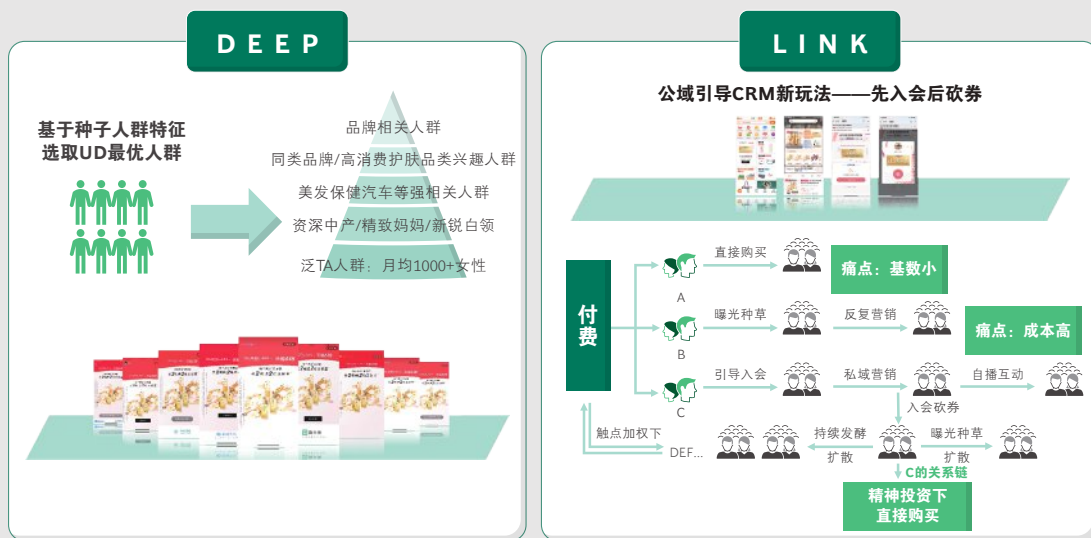 DEEP
基于种子人群特征
选取UD最优人群
品牌相关人群
同类品牌/高消费护肤品类兴趣人群
美发保健汽车等强相关人群
资深中产/精致妈妈/新锐白领
泛TA人群：月均1000+女性
LINK
公域引导CRM新玩法——先入会后砍券
付费
A
直接购买
痛点：基数小
B
曝光种草
反复营销
痛点：成本高
C
引导入会
私域营销
自播互动
入会砍券
触点加权下
DEF...
持续发酵
扩散
曝光种草
扩散
C的关系链
精神投资下
直接购买